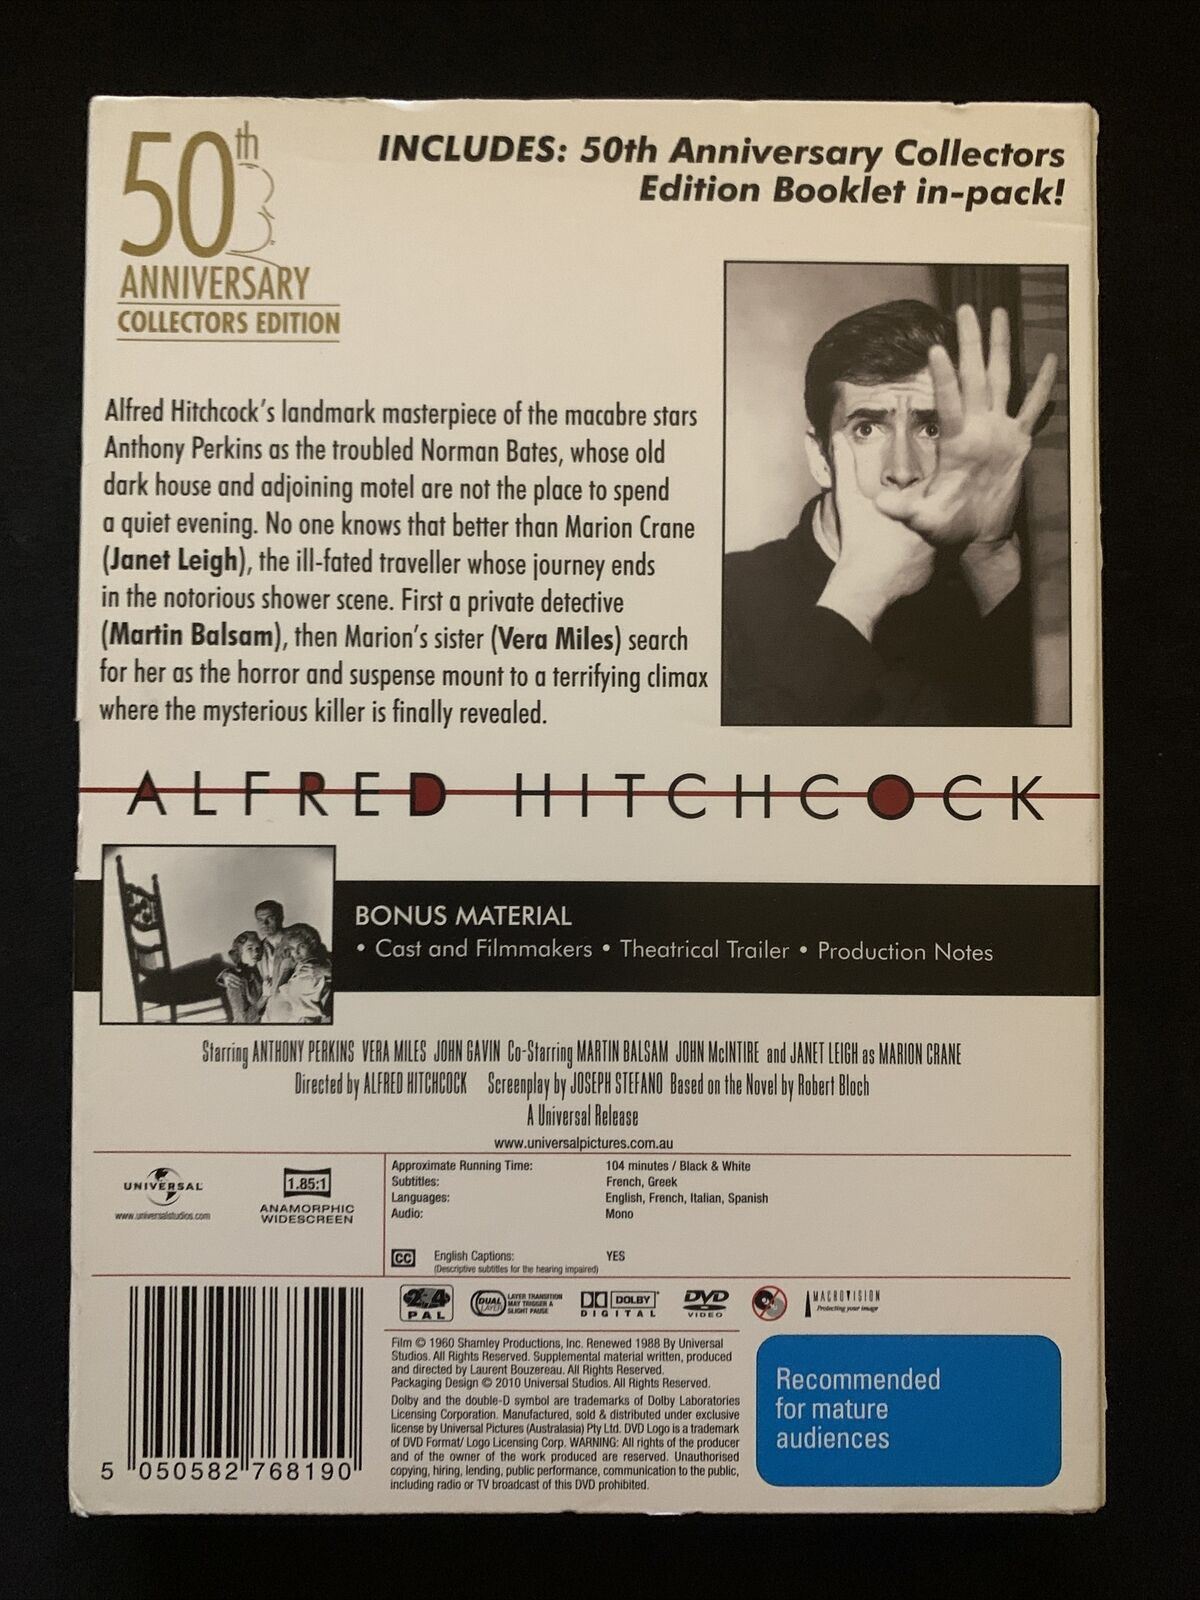 50th
ANNIVERSARY
COLLECTORS EDITION
INCLUDES: 50th Anniversary Collectors
Edition Booklet in-pack!
Alfred Hitchcock's landmark masterpiece of the macabre stars
Anthony Perkins as the troubled Norman Bates, whose old
dark house and adjoining motel are not the place to spend
a quiet evening. No one knows that better than Marion Crane
(Janet Leigh), the ill-fated traveller whose journey ends
in the notorious shower scene. First a private detective
(Martin Balsam), then Marion's sister (Vera Miles) search
for her as the horror and suspense mount to a terrifying climax
where the mysterious killer is finally revealed.
ALFRED HITCHCOCK
BONUS MATERIAL
• Cast and Filmmakers • Theatrical Trailer • Production Notes
Starring ANTHONY PERKINS VERA MILES JOHN GAVIN Co-Starring MARTIN BALSAM JOHN McINTIRE and JANET LEIGH as MARION CRANE
Directed by ALFRED HITCHCOCK Screenplay by JOSEPH STEFANO Based on the Novel by Robert Bloch
A Universal Release
www.universalpictures.com.au
UNIVERSAL
www.universalstudios.com
1.85:1
ANAMORPHIC
WIDESCREEN
Approximate Running Time: 104 minutes / Black & White
Subtitles: French, Greek
Languages: English, French, Italian, Spanish
Audio: Mono
CC English Captions: YES
(Descriptive subtitles for the hearing impaired)
2 4
PAL
DUAL LAYER
LAYER TRANSITION
MAY TRIGGER A
SLIGHT PAUSE
DOLBY
DIGITAL
DVD
VIDEO
MACROVISION
Protecting your image
Film © 1960 Shamley Productions, Inc. Renewed 1988 By Universal
Studios. All Rights Reserved. Supplemental material written, produced
and directed by Laurent Bouzereau. All Rights Reserved.
Packaging Design © 2010 Universal Studios. All Rights Reserved.
Dolby and the double-D symbol are trademarks of Dolby Laboratories
Licensing Corporation. Manufactured, sold & distributed under exclusive
license by Universal Pictures (Australasia) Pty Ltd. DVD Logo is a trademark
of DVD Format/ Logo Licensing Corp. WARNING: All rights of the producer
and of the owner of the work produced are reserved. Unauthorised
copying, hiring, lending, public performance, communication to the public,
including radio or TV broadcast of this DVD prohibited.
Recommended
for mature
audiences
5 050582 768190